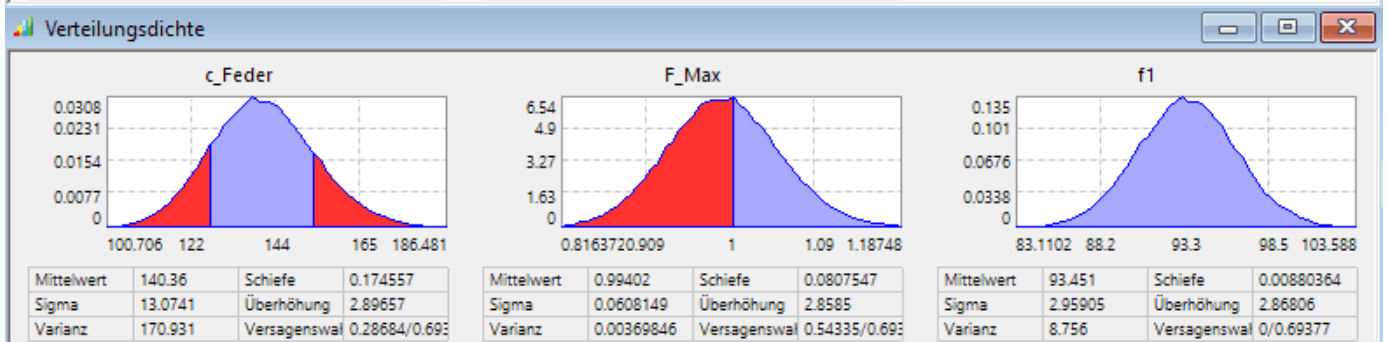 Verteilungsdichte
c_Feder F_Max f1
0.0308 6.54 0.135
0.0231 4.9 0.101
0.0154 3.27 0.0676
0.0077 1.63 0.0338
0 0 0
100.706 122 144 165 186.481 0.816372 0.909 1 1.09 1.18748 83.1102 88.2 93.3 98.5 103.588
Mittelwert 140.36 Schiefe 0.174557 Mittelwert 0.99402 Schiefe 0.0807547 Mittelwert 93.451 Schiefe 0.00880364
Sigma 13.0741 Überhöhung 2.89657 Sigma 0.0608149 Überhöhung 2.8585 Sigma 2.95905 Überhöhung 2.86806
Varianz 170.931 Versagenswal 0.28684/0.693 Varianz 0.00369846 Versagenswal 0.54335/0.693 Varianz 8.756 Versagenswal 0/0.69377